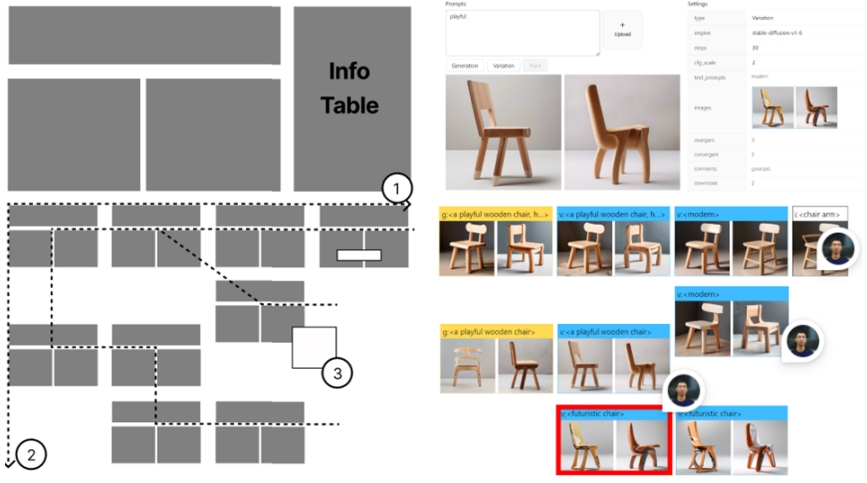 Info
Table
1
2
3
Prompts
playful
+
Upload
Generation
Variation
Settings
type Variation
engine stable-diffusion-v1-6
steps 30
cfg_scale 2
text_prompts modern
images
divergent 0
convergent 0
comments good job
downloads 2
g:<a playful wooden chair, h...>
v:<a playful wooden chair, h...>
v:<modern>
i:<chair arm>
v:<modern>
g:<a playful wooden chair>
v:<a playful wooden chair>
v:<futuristic chair>
v:<futuristic chair>